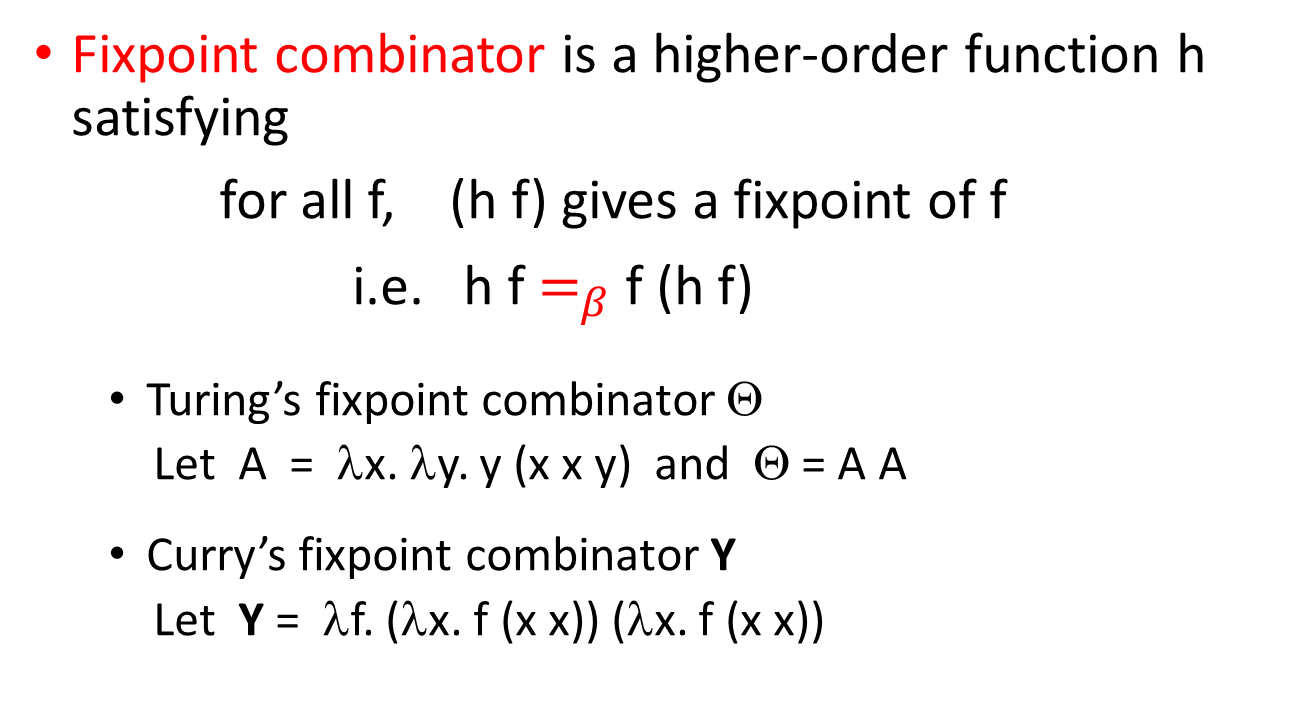 • Fixpoint combinator is a higher-order function h
satisfying
for all f, (h f) gives a fixpoint of f
i.e. h f =β f (h f)
• Turing’s fixpoint combinator Θ
Let A = λx. λy. y (x x y) and Θ = A A
• Curry’s fixpoint combinator Y
Let Y = λf. (λx. f (x x)) (λx. f (x x))